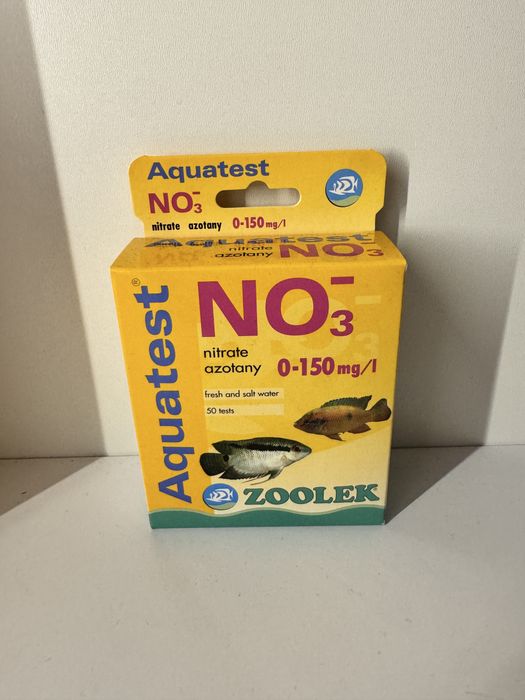 Aquatest
NO₃⁻
nitrate azotany 0-150 mg/l
Aquatest
nitrate
azotany
NO₃⁻
Aquatest®
NO₃⁻
nitrate
azotany
0-150 mg/l
fresh and salt water
50 tests
ZOOLEK